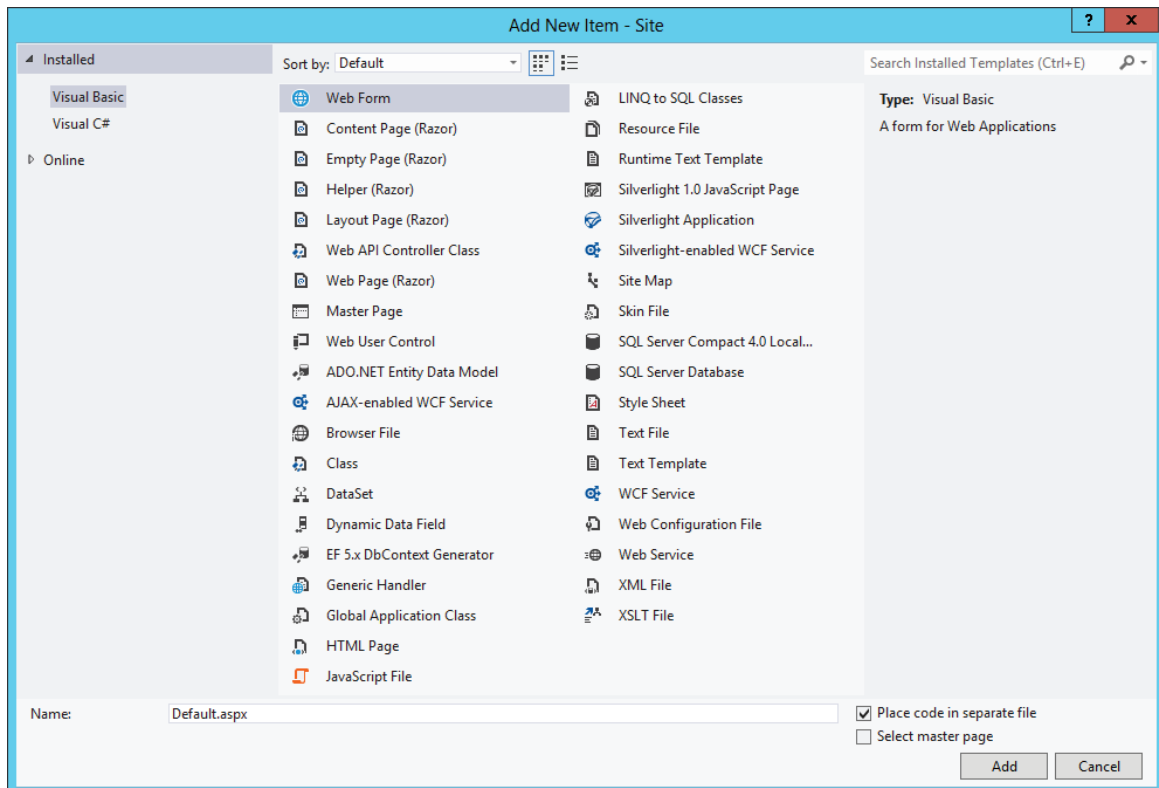 Add New Item - Site
? x
Installed
Visual Basic
Visual C#
Online
Sort by: Default
Search Installed Templates (Ctrl+E)
Web Form
Content Page (Razor)
Empty Page (Razor)
Helper (Razor)
Layout Page (Razor)
Web API Controller Class
Web Page (Razor)
Master Page
Web User Control
ADO.NET Entity Data Model
AJAX-enabled WCF Service
Browser File
Class
DataSet
Dynamic Data Field
EF 5.x DbContext Generator
Generic Handler
Global Application Class
HTML Page
JavaScript File
LINQ to SQL Classes
Resource File
Runtime Text Template
Silverlight 1.0 JavaScript Page
Silverlight Application
Silverlight-enabled WCF Service
Site Map
Skin File
SQL Server Compact 4.0 Local...
SQL Server Database
Style Sheet
Text File
Text Template
WCF Service
Web Configuration File
Web Service
XML File
XSLT File
Type: Visual Basic
A form for Web Applications
Name: Default.aspx
Place code in separate file
Select master page
Add Cancel